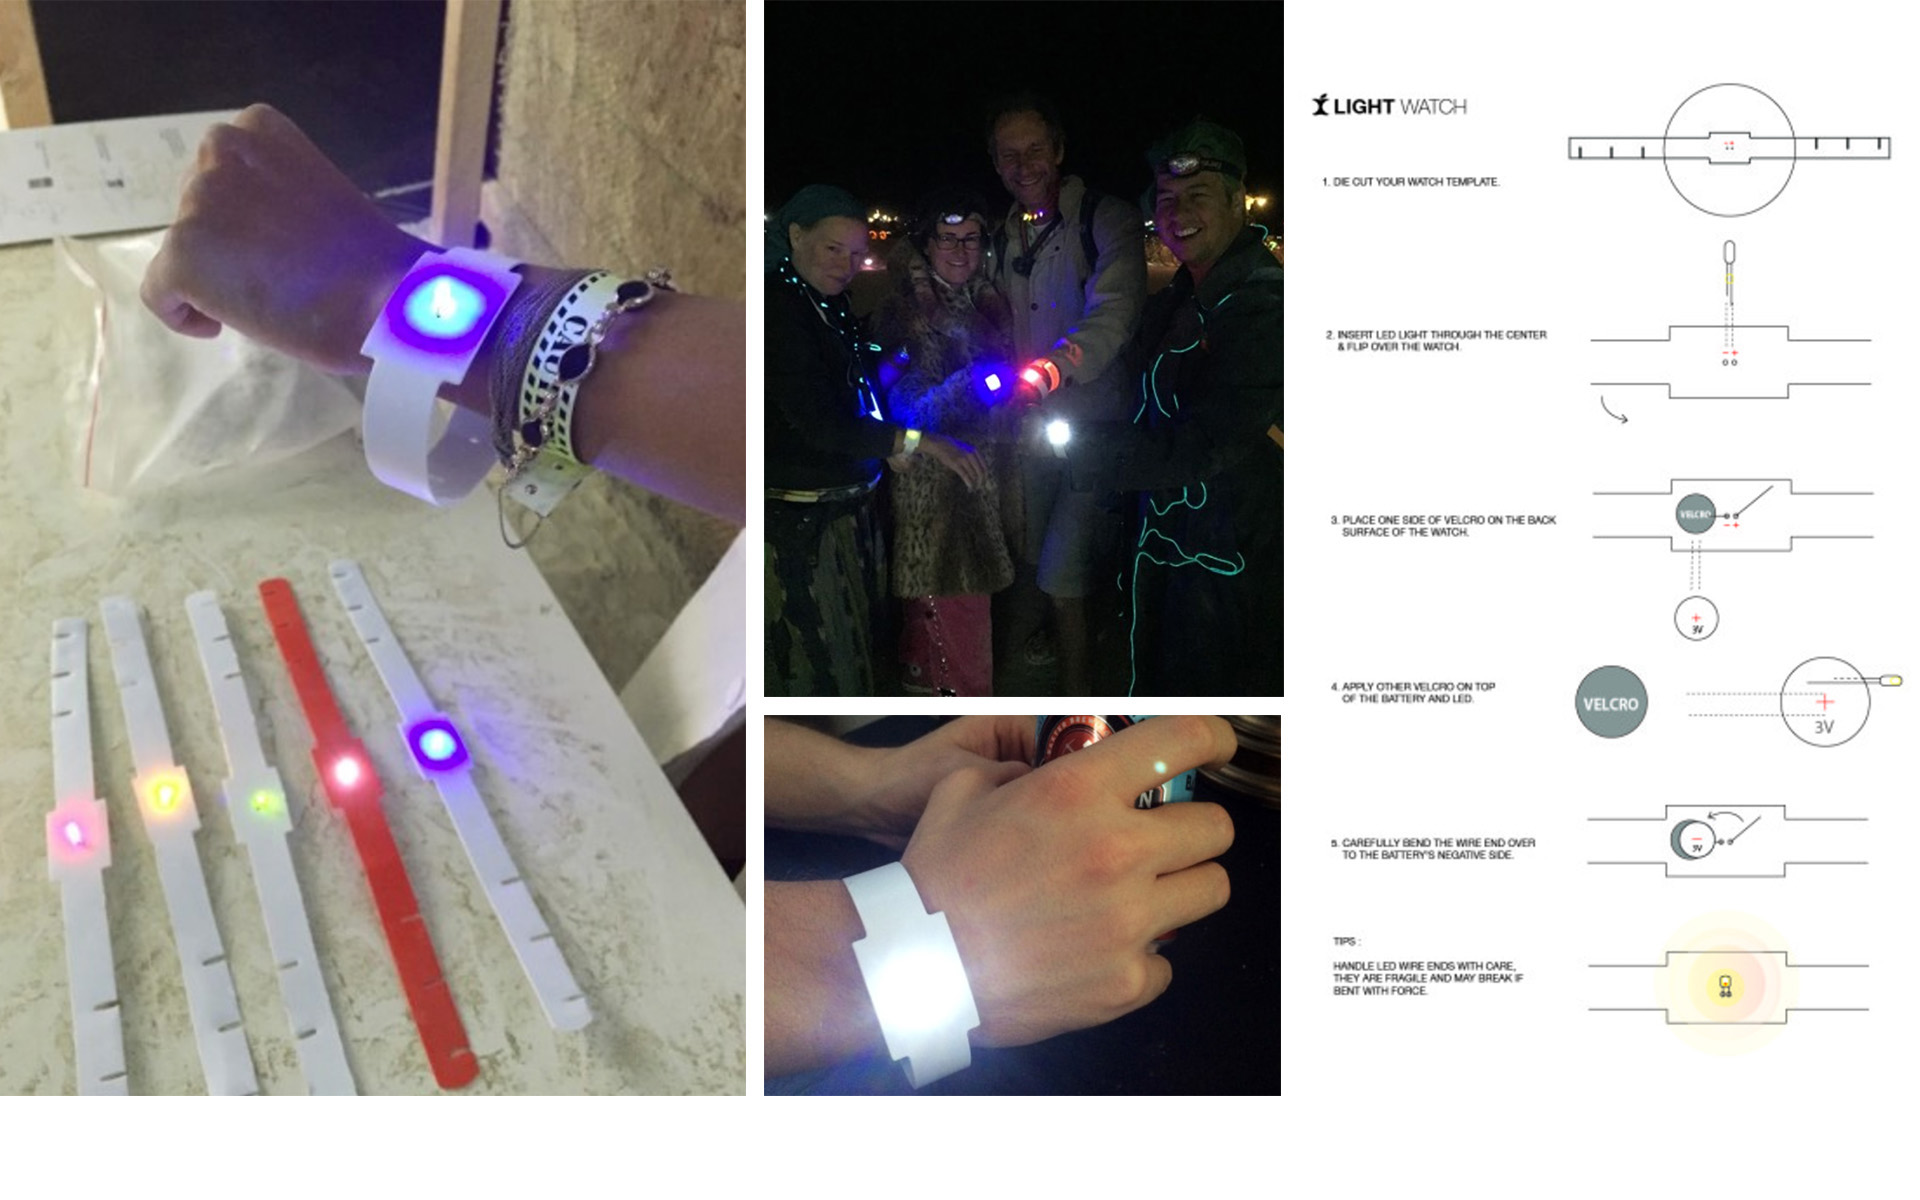 LIGHT WATCH
1. DIE CUT YOUR WATCH TEMPLATE.
2. INSERT LED LIGHT THROUGH THE CENTER
& FLIP OVER THE WATCH.
3. PLACE ONE SIDE OF VELCRO ON THE BACK
SURFACE OF THE WATCH.
VELCRO
3V
4. APPLY OTHER VELCRO ON TOP
OF THE BATTERY AND LED.
VELCRO
3V
5. CAREFULLY BEND THE WIRE END OVER
TO THE BATTERY'S NEGATIVE SIDE.
3V
TIPS :
HANDLE LED WIRE ENDS WITH CARE,
THEY ARE FRAGILE AND MAY BREAK IF
BENT WITH FORCE.